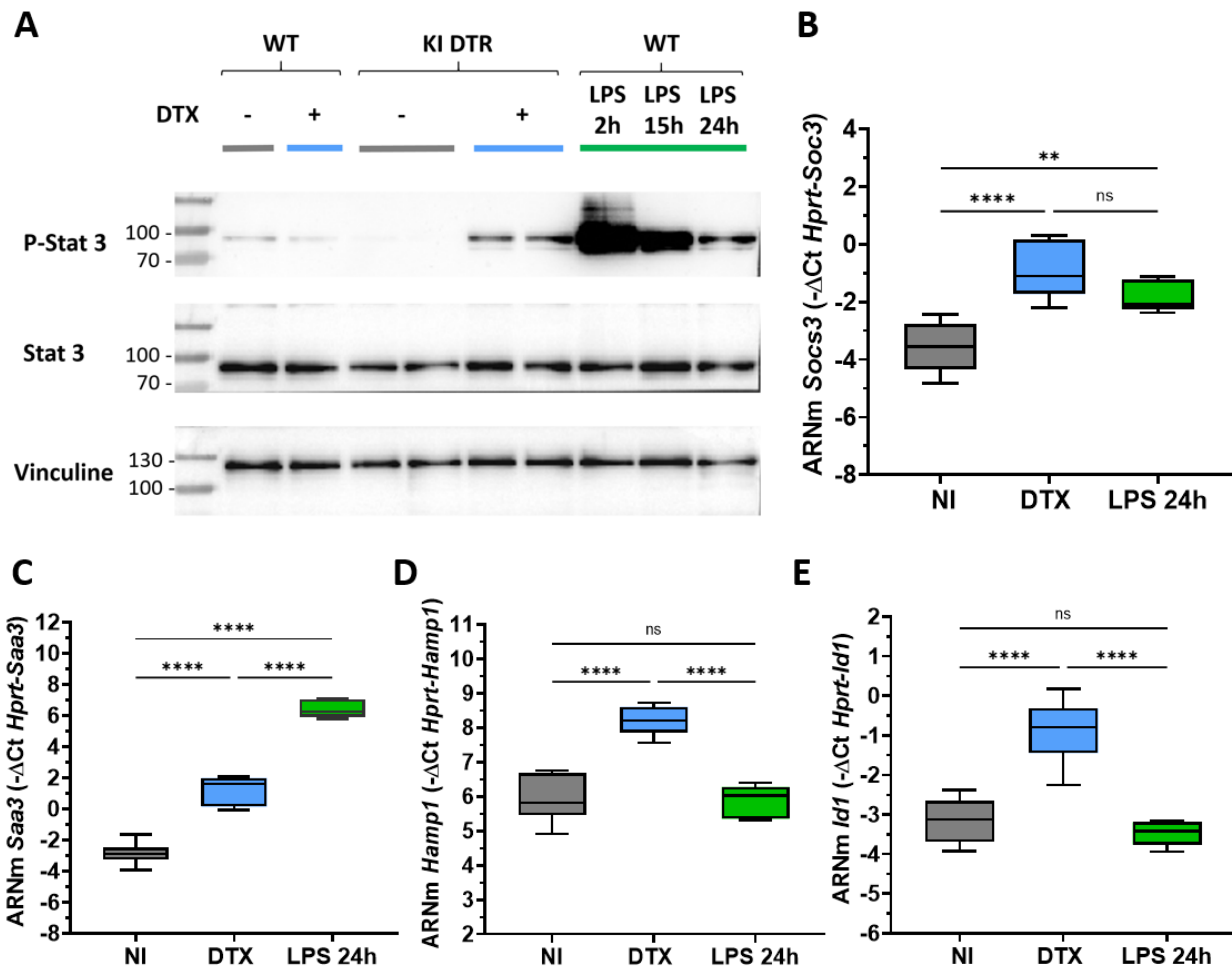 A
WT KI DTR WT
DTX - + - + LPS 2h LPS 15h LPS 24h
P-Stat 3
100 -
70 -
Stat 3
100 -
70 -
Vinculine
130 -
100 -
B
ARNm Socs3 (-ΔCt Hprt-Soc3)
4
2
0
-2
-4
-6
-8
**
**** ns
NI DTX LPS 24h
C
ARNm Saa3 (-ΔCt Hprt-Saa3)
12
10
8
6
4
2
0
-2
-4
-6
-8
****
**** ****
NI DTX LPS 24h
D
ARNm Hamp1 (-ΔCt Hprt-Hamp1)
11
10
9
8
7
6
5
4
3
2
ns
**** ****
NI DTX LPS 24h
E
ARNm Id1 (-ΔCt Hprt-Id1)
2
1
0
-1
-2
-3
-4
-5
-6
ns
**** ****
NI DTX LPS 24h